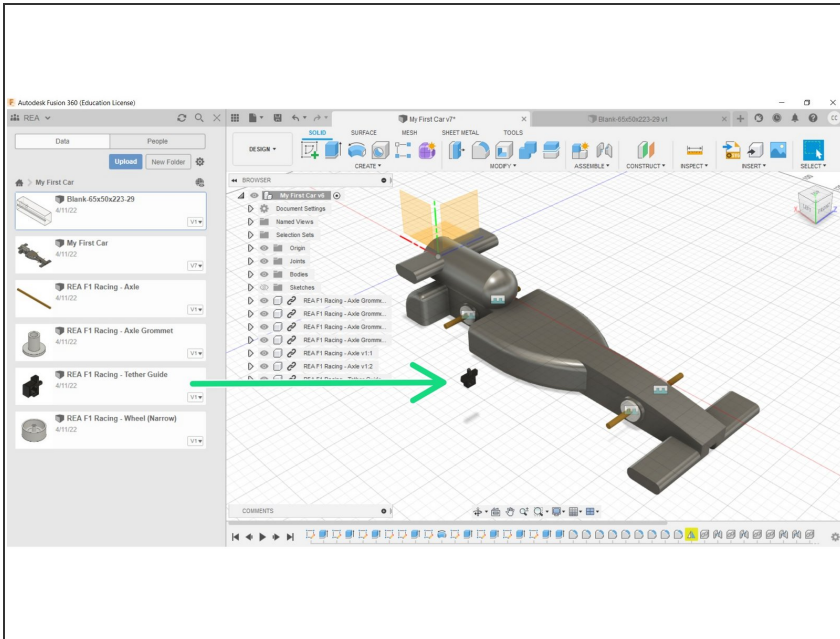 Autodesk Fusion 360 (Education License)
REA
My First Car v7*
Blank-65x50x223-29 v1
CC
Data
People
Upload
New Folder
My First Car
Blank-65x50x223-29
4/11/22
V1
My First Car
4/11/22
V7
REA F1 Racing - Axle
4/11/22
V1
REA F1 Racing - Axle Grommet
4/11/22
V1
REA F1 Racing - Tether Guide
4/11/22
V1
REA F1 Racing - Wheel (Narrow)
4/11/22
V1
DESIGN
SOLID
SURFACE
MESH
SHEET METAL
TOOLS
CREATE
MODIFY
ASSEMBLE
CONSTRUCT
INSPECT
INSERT
SELECT
BROWSER
My First Car v6
Document Settings
Named Views
Selection Sets
Origin
Joints
Bodies
Sketches
REA F1 Racing - Axle Gromme...
REA F1 Racing - Axle Gromme...
REA F1 Racing - Axle Gromme...
REA F1 Racing - Axle Gromme...
REA F1 Racing - Axle v1:1
REA F1 Racing - Axle v1:2
COMMENTS